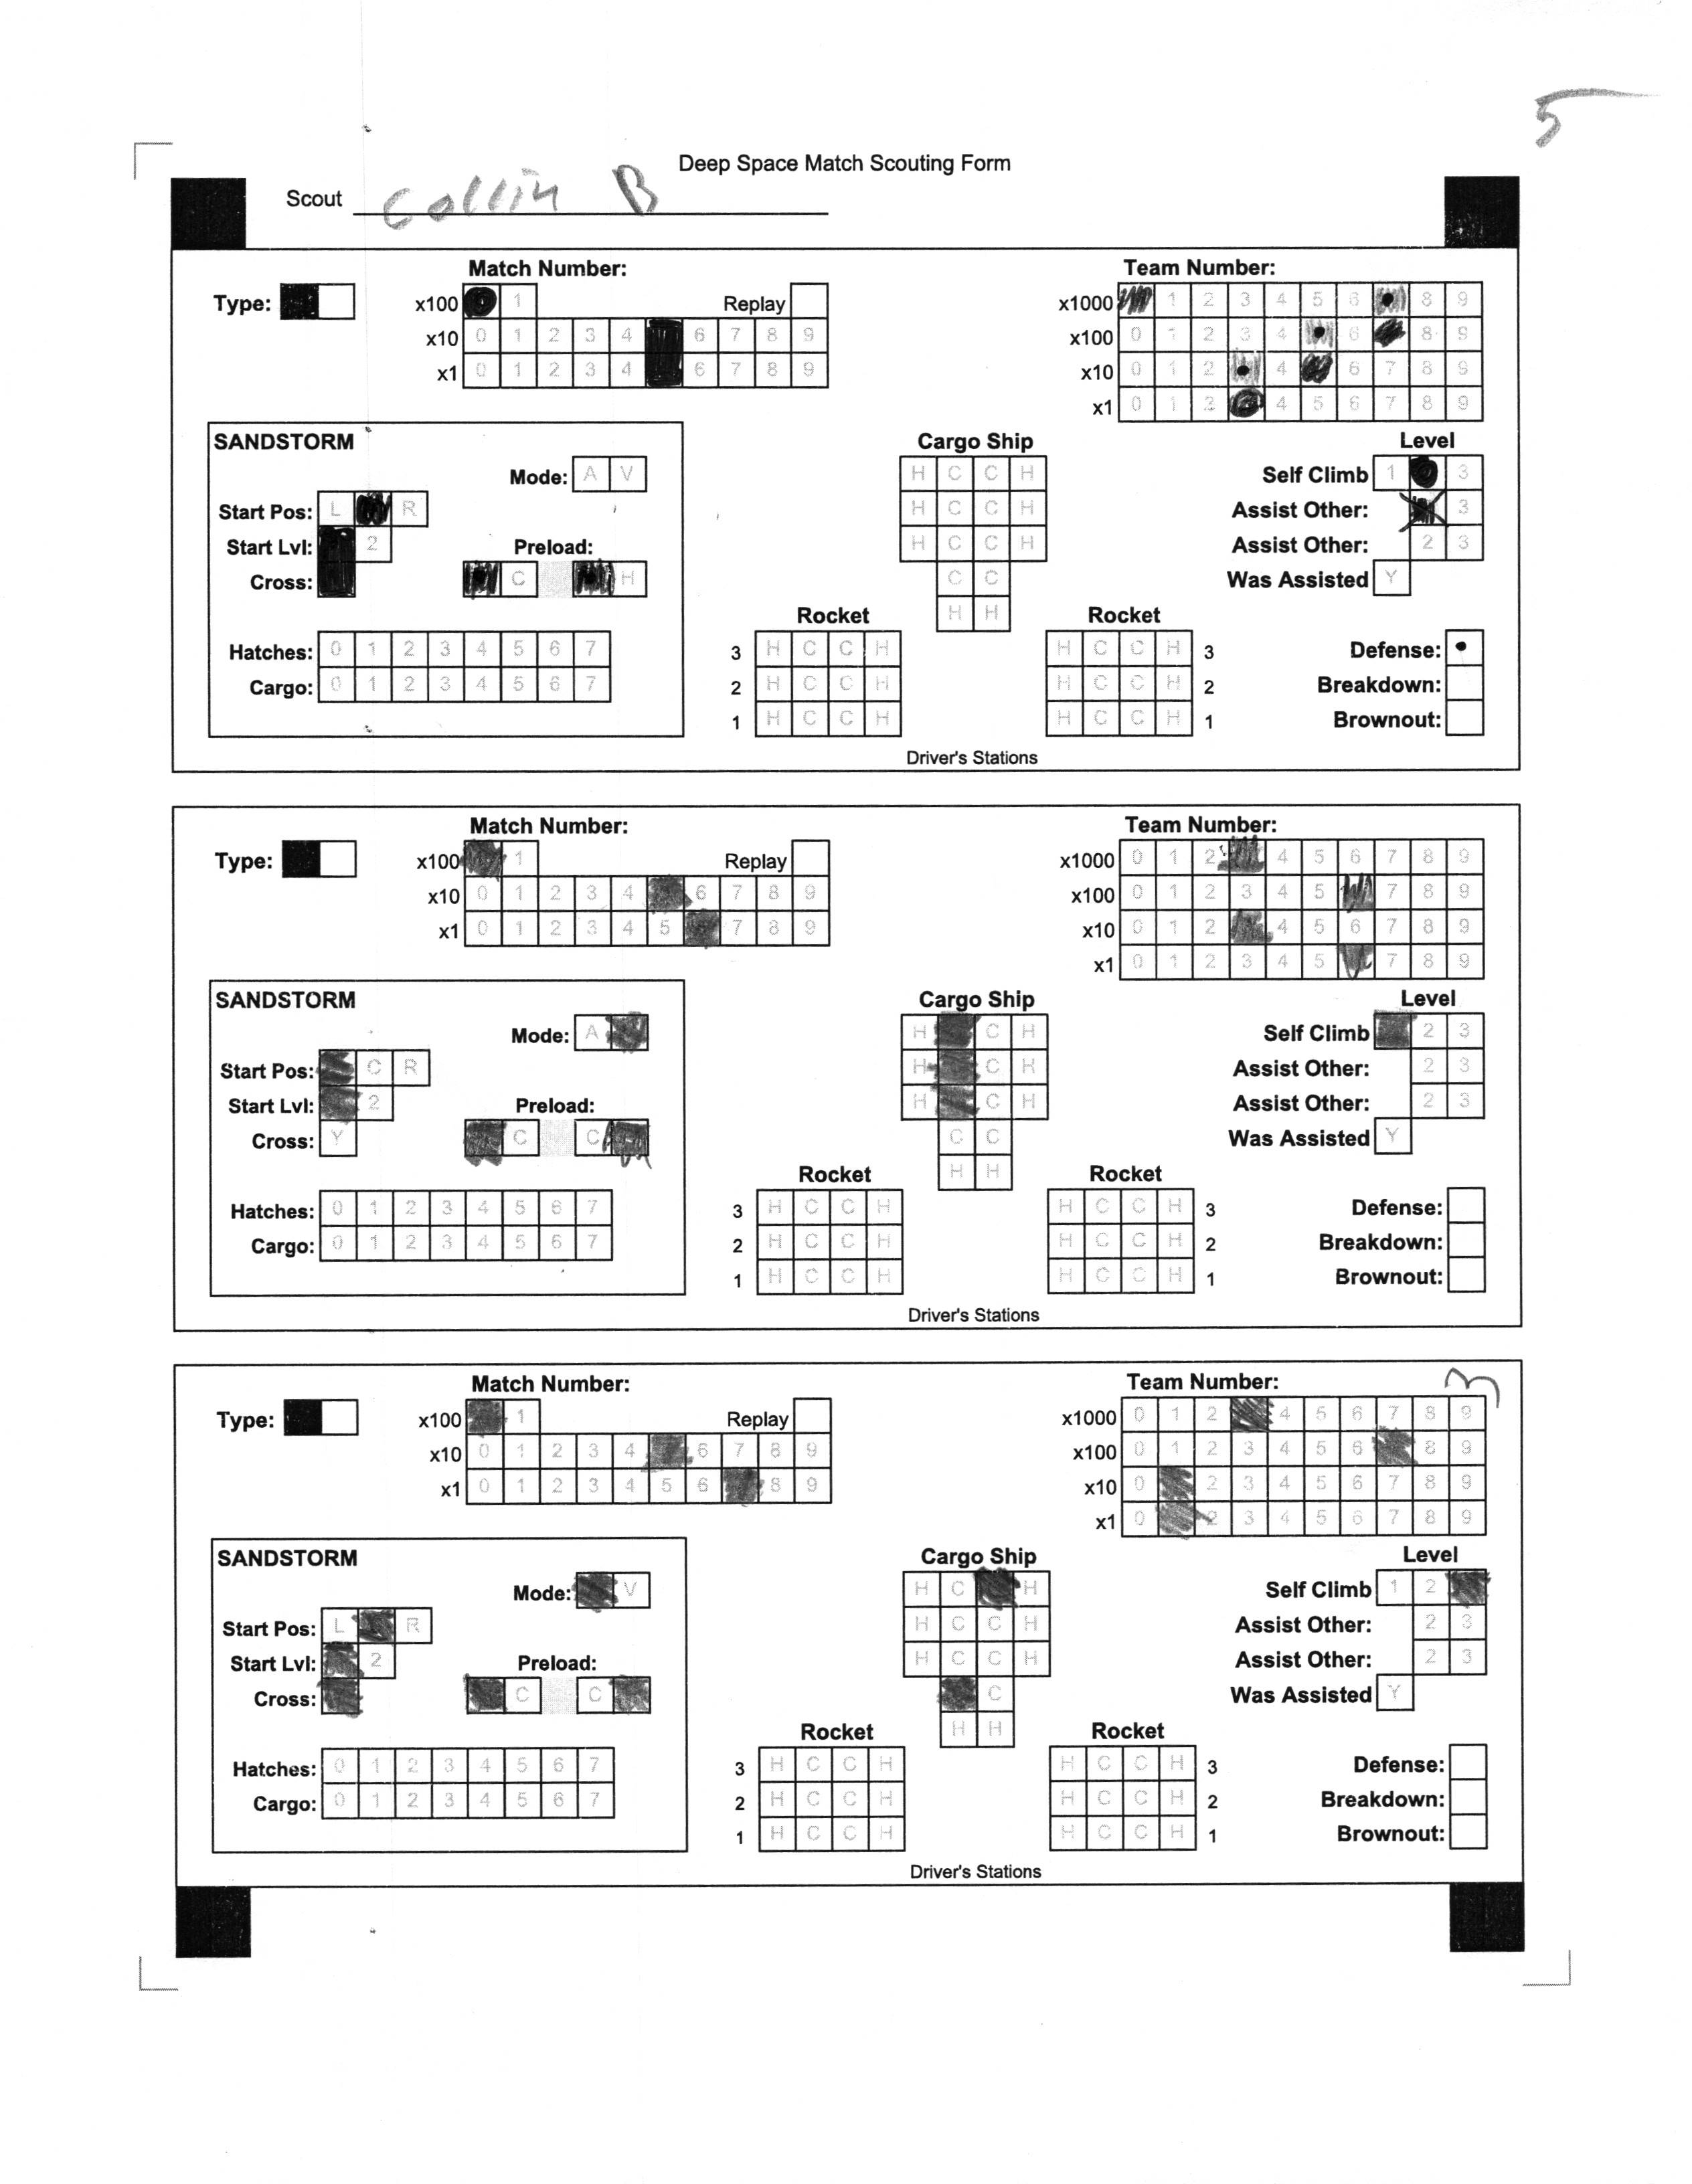 5
Deep Space Match Scouting Form
Scout Collin B
Match Number: Team Number:
Type: x100 1 Replay x1000 1 2 3 4 5 6 8 9
x10 0 1 2 3 4 6 7 8 9 x100 0 1 2 3 4 6 8 9
x1 0 1 2 3 4 6 7 8 9 x10 0 1 2 4 6 7 8 9
x1 0 1 2 4 5 6 7 8 9
SANDSTORM Cargo Ship Level
Mode: A V H C C H Self Climb 1 3
Start Pos: L R H C C H Assist Other: 3
Start Lvl: 2 Preload: H C C H Assist Other: 2 3
Cross: C H C C Was Assisted Y
Rocket H H Rocket
Hatches: 0 1 2 3 4 5 6 7 3 H C C H H C C H 3 Defense:
Cargo: 0 1 2 3 4 5 6 7 2 H C C H H C C H 2 Breakdown:
1 H C C H H C C H 1 Brownout:
Driver's Stations
Match Number: Team Number:
Type: x100 1 Replay x1000 0 1 2 4 5 6 7 8 9
x10 0 1 2 3 4 6 7 8 9 x100 0 1 2 3 4 5 7 8 9
x1 0 1 2 3 4 5 7 8 9 x10 0 1 2 4 5 6 7 8 9
x1 0 1 2 3 4 5 7 8 9
SANDSTORM Cargo Ship Level
Mode: A H C H Self Climb 2 3
Start Pos: C R H C H Assist Other: 2 3
Start Lvl: 2 Preload: H C H Assist Other: 2 3
Cross: Y C C C C Was Assisted Y
Rocket H H Rocket
Hatches: 0 1 2 3 4 5 6 7 3 H C C H H C C H 3 Defense:
Cargo: 0 1 2 3 4 5 6 7 2 H C C H H C C H 2 Breakdown:
1 H C C H H C C H 1 Brownout:
Driver's Stations
Match Number: Team Number: 3
Type: x100 1 Replay x1000 0 1 2 4 5 6 7 8 9
x10 0 1 2 3 4 6 7 8 9 x100 0 1 2 3 4 5 6 8 9
x1 0 1 2 3 4 5 6 8 9 x10 0 2 3 4 5 6 7 8 9
x1 0 2 3 4 5 6 7 8 9
SANDSTORM Cargo Ship Level
Mode: V H C H Self Climb 1 2
Start Pos: L R H C C H Assist Other: 2 3
Start Lvl: 2 Preload: H C C H Assist Other: 2 3
Cross: C C C Was Assisted Y
Rocket H H Rocket
Hatches: 0 1 2 3 4 5 6 7 3 H C C H H C C H 3 Defense:
Cargo: 0 1 2 3 4 5 6 7 2 H C C H H C C H 2 Breakdown:
1 H C C H H C C H 1 Brownout:
Driver's Stations